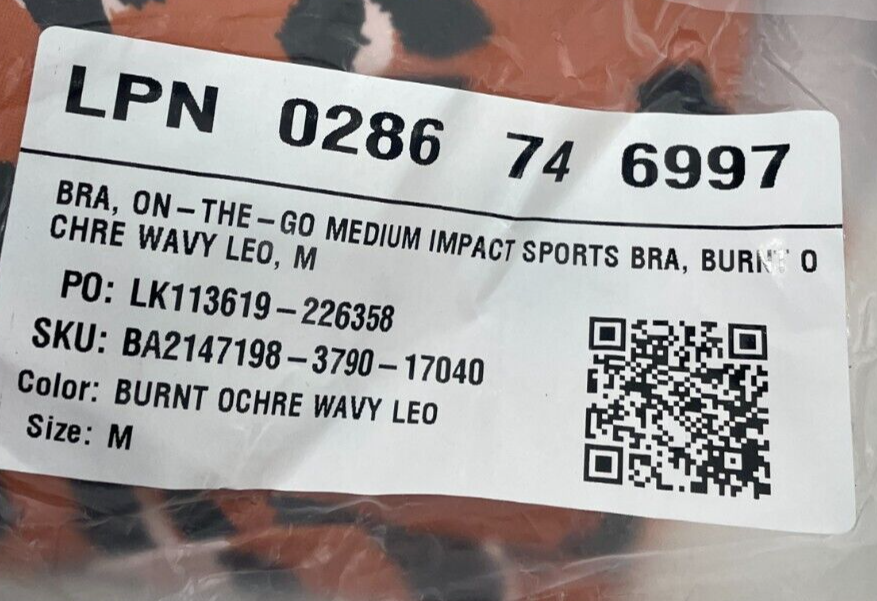 LPN 0286 74 6997
BRA, ON-THE-GO MEDIUM IMPACT SPORTS BRA, BURNT O
CHRE WAVY LEO, M
PO: LK113619-226358
SKU: BA2147198-3790-17040
Color: BURNT OCHRE WAVY LEO
Size: M